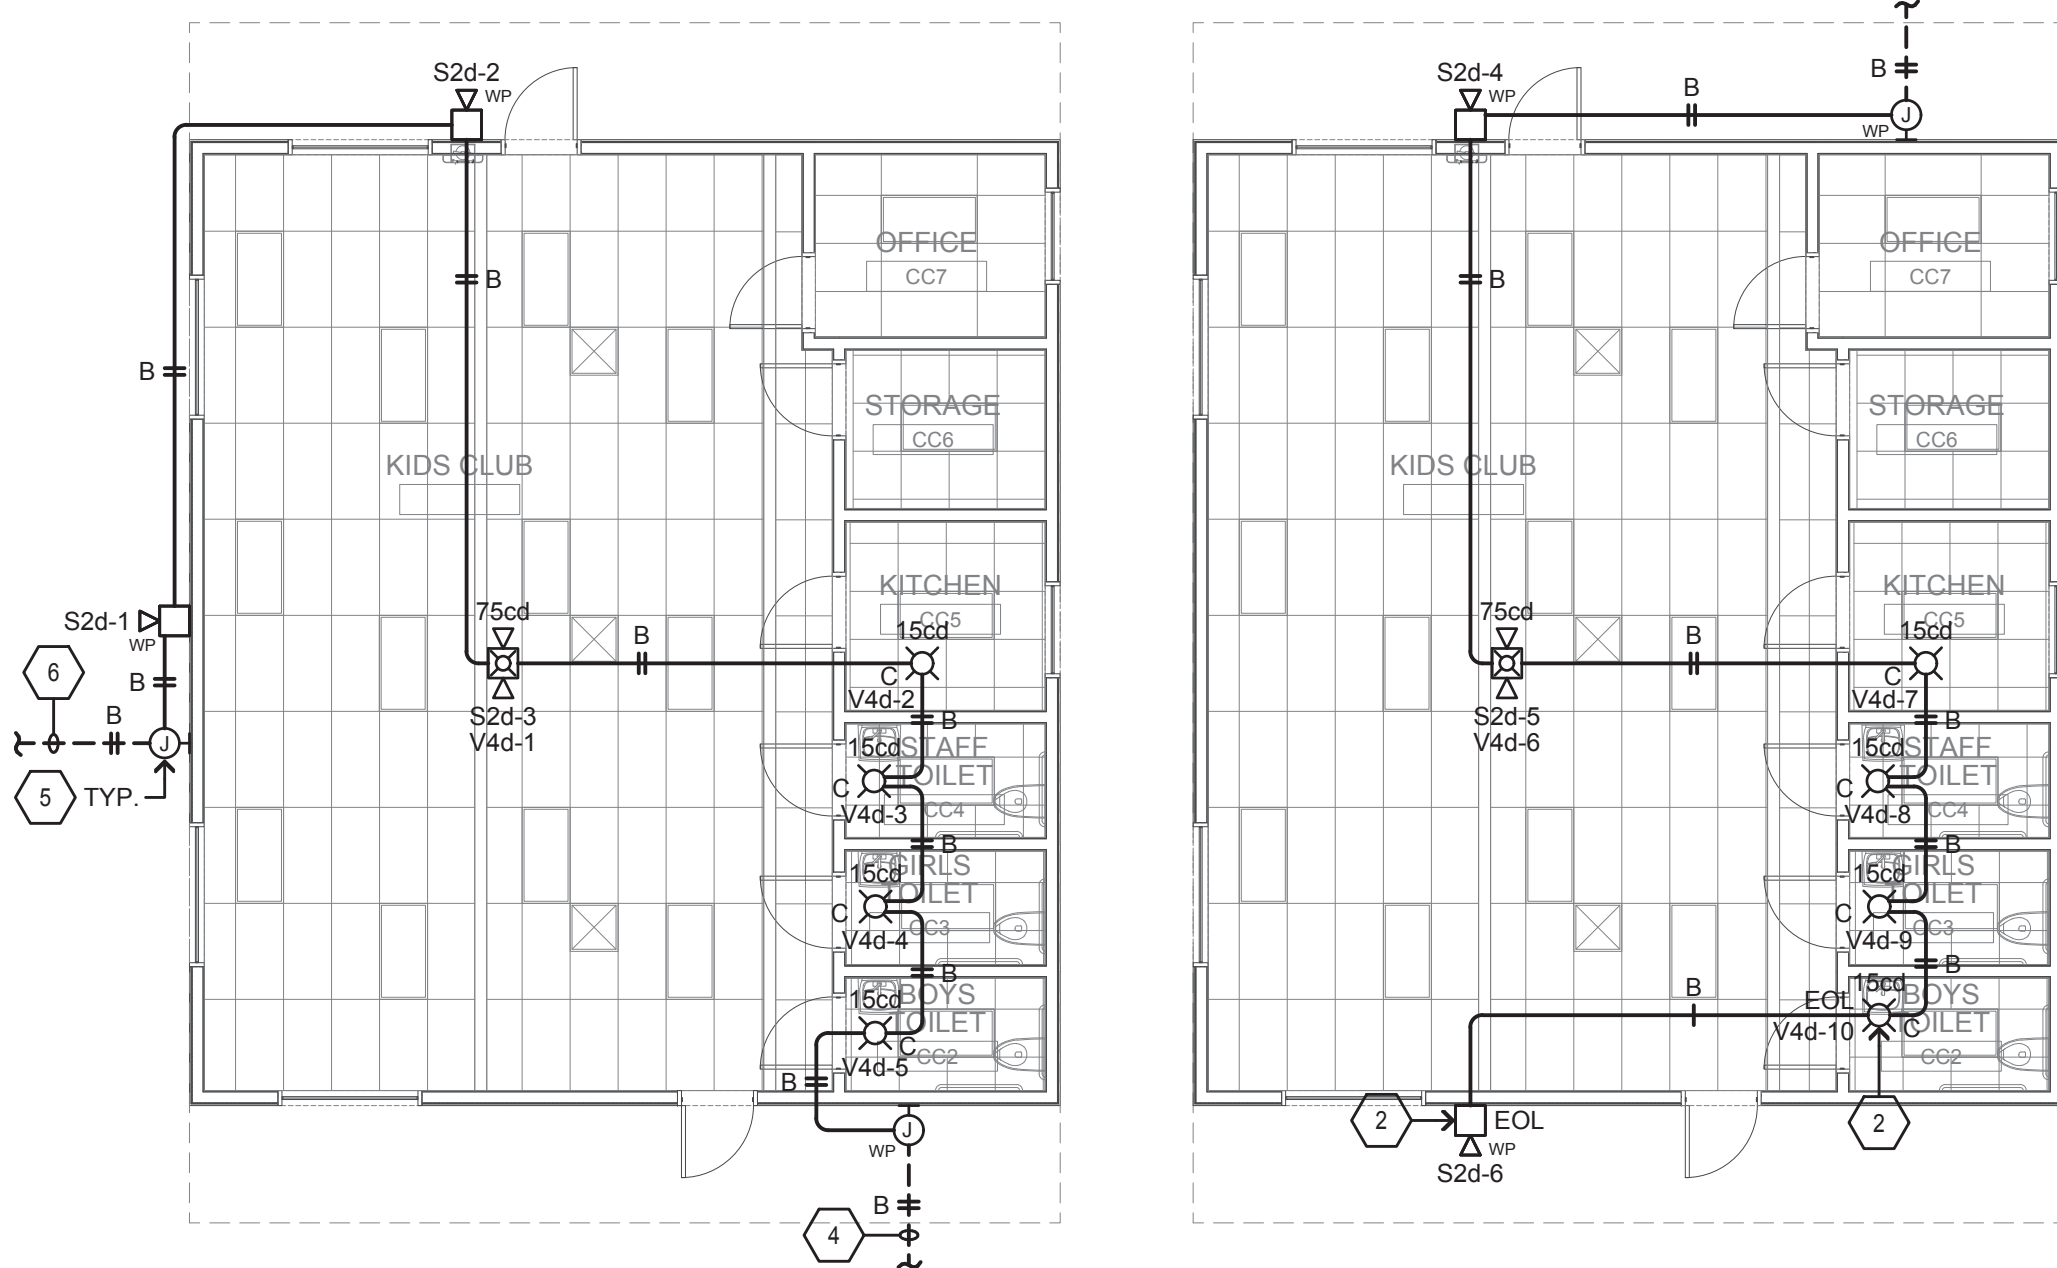 S2d-2
WP
B
OFFICE
CC7
B
B
STORAGE
CC6
KIDS CLUB
KITCHEN
CC5
75cd
15cd
S2d-1
WP
B
6
B
C
V4d-2
B
B
S2d-3
V4d-1
J
5
TYP.
15cd
STAFF
TOILET
C
V4d-3
CC4
B
15cd
GIRLS
TOILET
C
CC3
V4d-4
B
15cd
BOYS
TOILET
C
CC2
V4d-5
B
J
WP
B
4
B
S2d-4
WP
B
J
WP
OFFICE
CC7
B
STORAGE
CC6
KIDS CLUB
KITCHEN
CC5
75cd
15cd
B
C
V4d-7
S2d-5
V4d-6
B
15cd
STAFF
TOILET
C
V4d-8
CC4
B
15cd
GIRLS
TOILET
C
CC3
V4d-9
B
15cd
BOYS
TOILET
B
EOL
V4d-10
C
CC2
2
EOL
WP
S2d-6
2